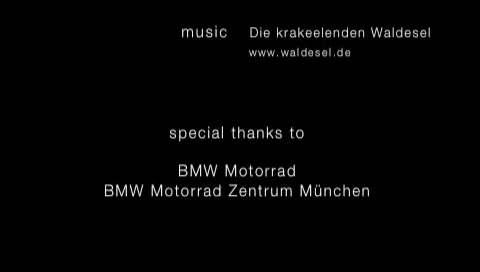 music Die krakeelenden Waldesel
www.waldesel.de
special thanks to
BMW Motorrad
BMW Motorrad Zentrum München